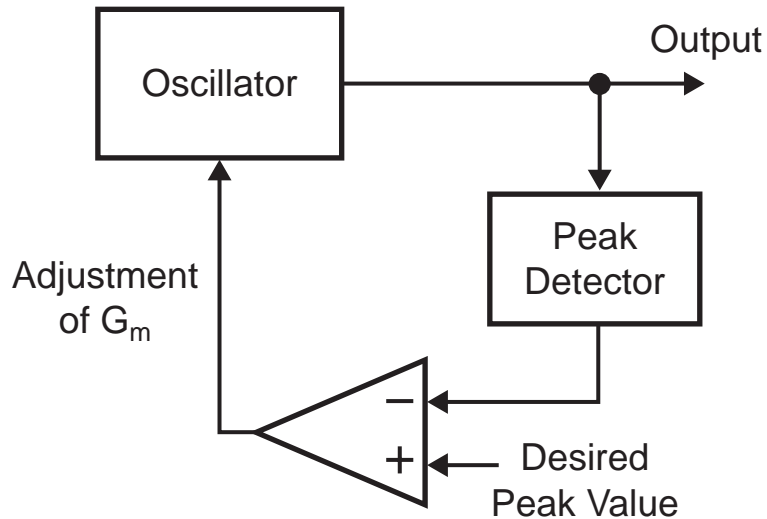 Output
Oscillator
Peak
Detector
Adjustment
of Gm
−
+
Desired
Peak Value